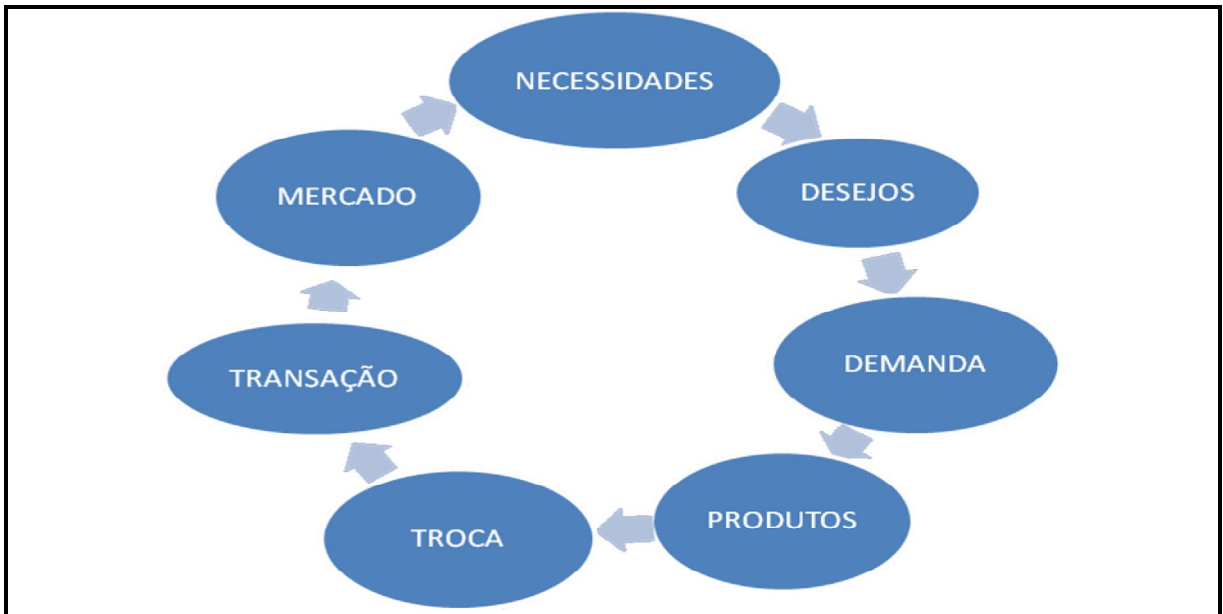 NECESSIDADES
DESEJOS
DEMANDA
PRODUTOS
TROCA
TRANSAÇÃO
MERCADO